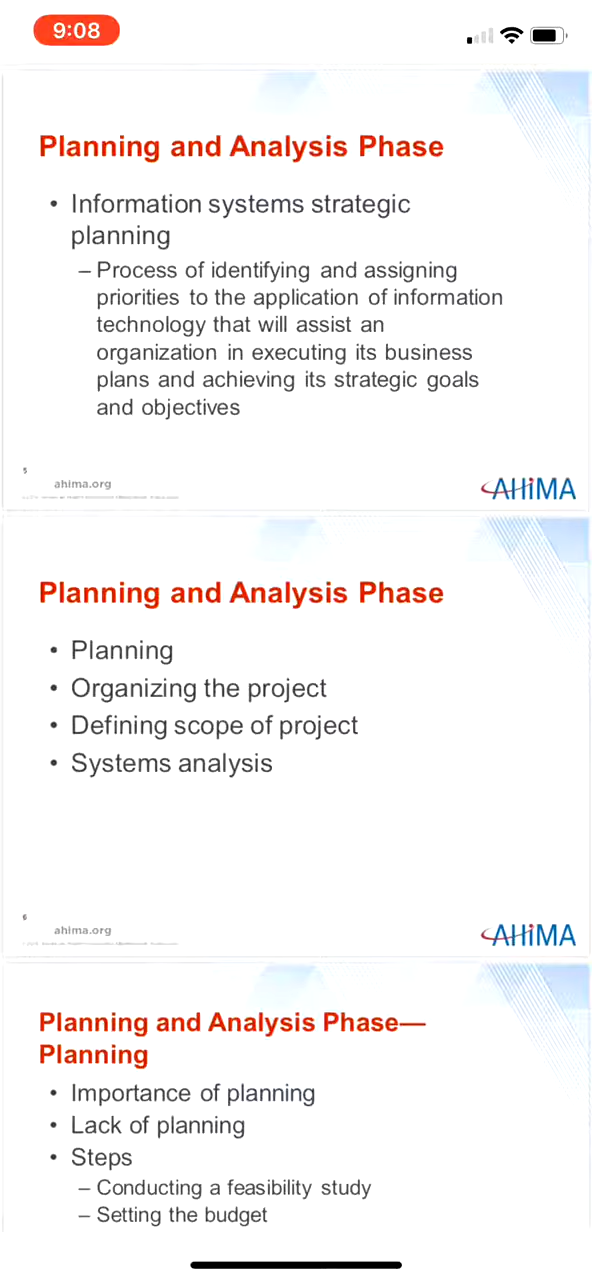 9:08
Planning and Analysis Phase
• Information systems strategic
planning
– Process of identifying and assigning
priorities to the application of information
technology that will assist an
organization in executing its business
plans and achieving its strategic goals
and objectives
5
ahima.org
AHiMA
Planning and Analysis Phase
• Planning
• Organizing the project
• Defining scope of project
• Systems analysis
6
ahima.org
AHiMA
Planning and Analysis Phase—
Planning
• Importance of planning
• Lack of planning
• Steps
– Conducting a feasibility study
– Setting the budget